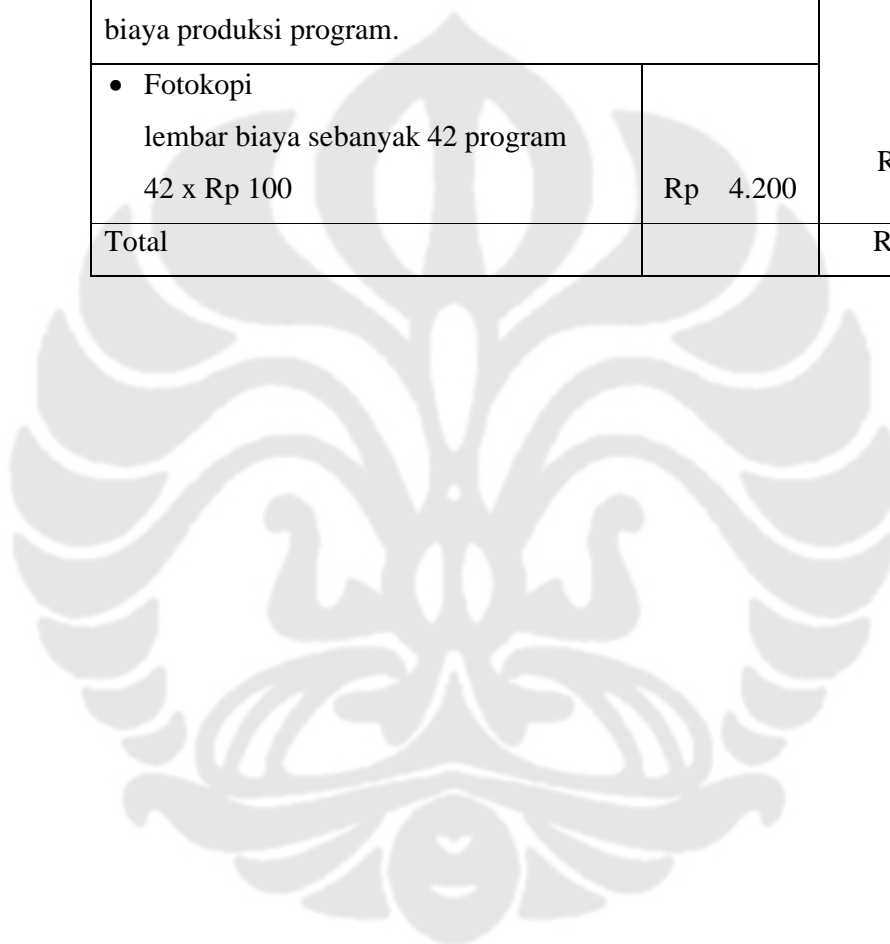 biaya produksi program.
• Fotokopi
lembar biaya sebanyak 42 program
42 x Rp 100 Rp 4.200
Total